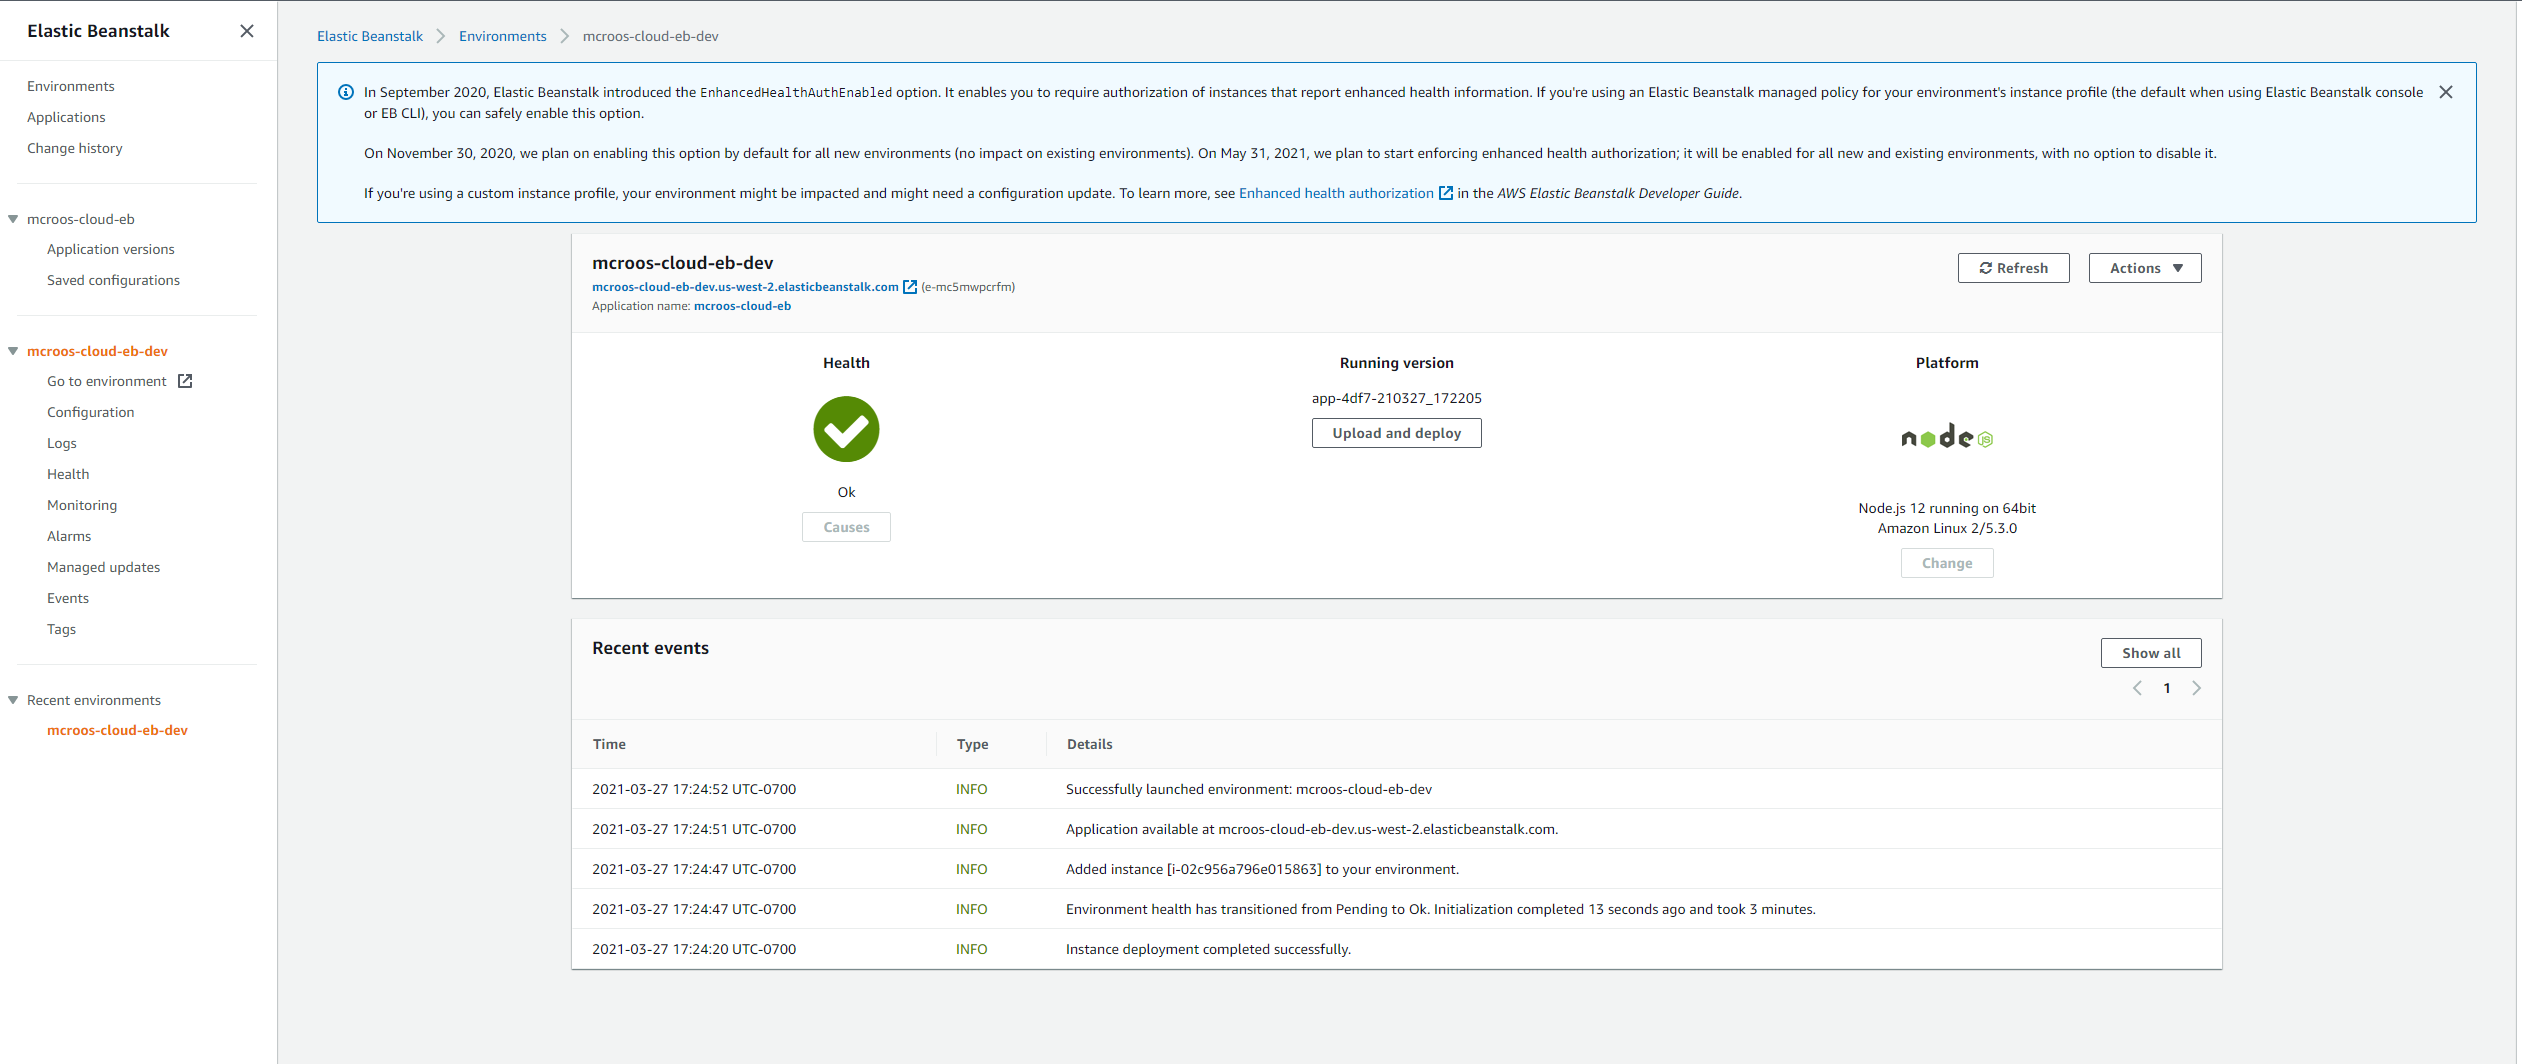 Elastic Beanstalk
Environments
Applications
Change history
mcroos-cloud-eb
Application versions
Saved configurations
mcroos-cloud-eb-dev
Go to environment
Configuration
Logs
Health
Monitoring
Alarms
Managed updates
Events
Tags
Recent environments
mcroos-cloud-eb-dev
Elastic Beanstalk > Environments > mcroos-cloud-eb-dev
In September 2020, Elastic Beanstalk introduced the EnhancedHealthAuthEnabled option. It enables you to require authorization of instances that report enhanced health information. If you're using an Elastic Beanstalk managed policy for your environment's instance profile (the default when using Elastic Beanstalk console
or EB CLI), you can safely enable this option.
On November 30, 2020, we plan on enabling this option by default for all new environments (no impact on existing environments). On May 31, 2021, we plan to start enforcing enhanced health authorization; it will be enabled for all new and existing environments, with no option to disable it.
If you're using a custom instance profile, your environment might be impacted and might need a configuration update. To learn more, see Enhanced health authorization in the AWS Elastic Beanstalk Developer Guide.
mcroos-cloud-eb-dev
mcroos-cloud-eb-dev.us-west-2.elasticbeanstalk.com (e-mc5mwpcrfm)
Application name: mcroos-cloud-eb
Refresh
Actions
Health
Ok
Causes
Running version
app-4df7-210327_172205
Upload and deploy
Platform
node JS
Node.js 12 running on 64bit
Amazon Linux 2/5.3.0
Change
Recent events
Show all
1
Time Type Details
2021-03-27 17:24:52 UTC-0700 INFO Successfully launched environment: mcroos-cloud-eb-dev
2021-03-27 17:24:51 UTC-0700 INFO Application available at mcroos-cloud-eb-dev.us-west-2.elasticbeanstalk.com.
2021-03-27 17:24:47 UTC-0700 INFO Added instance [i-02c956a796e015863] to your environment.
2021-03-27 17:24:47 UTC-0700 INFO Environment health has transitioned from Pending to Ok. Initialization completed 13 seconds ago and took 3 minutes.
2021-03-27 17:24:20 UTC-0700 INFO Instance deployment completed successfully.